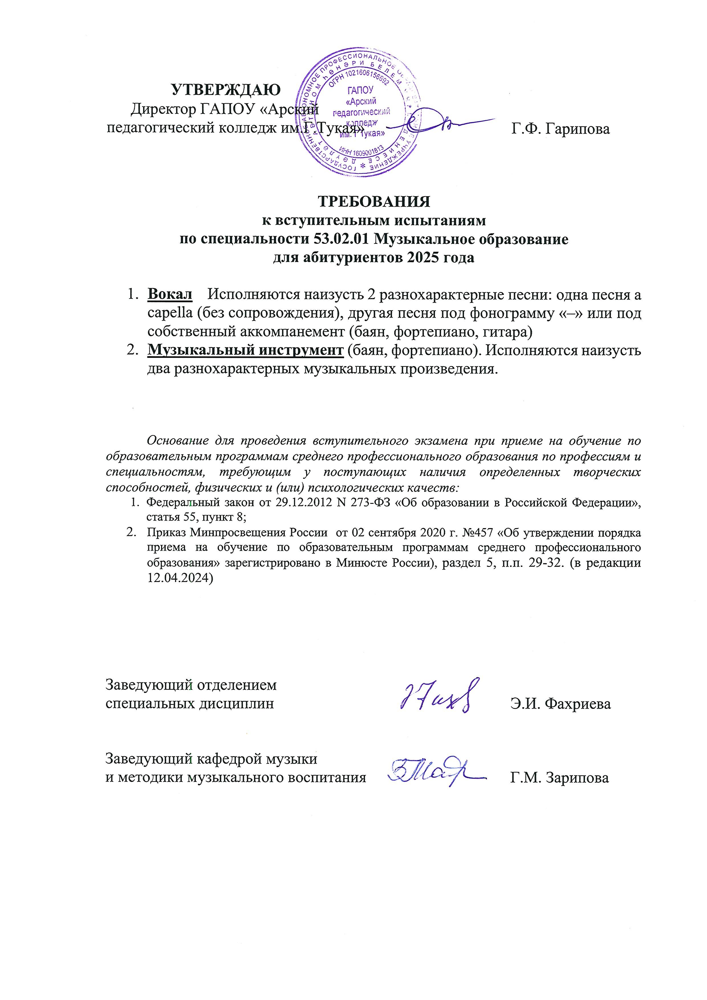 УТВЕРЖДАЮ
Директор ГАПОУ «Арский
педагогический колледж им.Г.Тукая»
Г.Ф. Гарипова
ГОСУДАРСТВЕННОЕ АВТОНОМНОЕ ПРОФЕССИОНАЛЬНОЕ УЧРЕЖДЕНИЕ
ДӘҮЛӘТ АВТОНОМ ҺӨНӘРИ БЕЛЕМ
ОГРН 1021606156692
ГАПОУ
«Арский
педагогический
колледж
им. Г Тукая»
ИНН 1609001813
ТРЕБОВАНИЯ
к вступительным испытаниям
по специальности 53.02.01 Музыкальное образование
для абитуриентов 2025 года
1. Вокал Исполняются наизусть 2 разнохарактерные песни: одна песня а
capella (без сопровождения), другая песня под фонограмму «–» или под
собственный аккомпанемент (баян, фортепиано, гитара)
2. Музыкальный инструмент (баян, фортепиано). Исполняются наизусть
два разнохарактерных музыкальных произведения.
Основание для проведения вступительного экзамена при приеме на обучение по
образовательным программам среднего профессионального образования по профессиям и
специальностям, требующим у поступающих наличия определенных творческих
способностей, физических и (или) психологических качеств:
1. Федеральный закон от 29.12.2012 N 273-ФЗ «Об образовании в Российской Федерации»,
статья 55, пункт 8;
2. Приказ Минпросвещения России от 02 сентября 2020 г. №457 «Об утверждении порядка
приема на обучение по образовательным программам среднего профессионального
образования» зарегистрировано в Минюсте России), раздел 5, п.п. 29-32. (в редакции
12.04.2024)
Заведующий отделением
специальных дисциплин
Э.И. Фахриева
Заведующий кафедрой музыки
и методики музыкального воспитания
Г.М. Зарипова